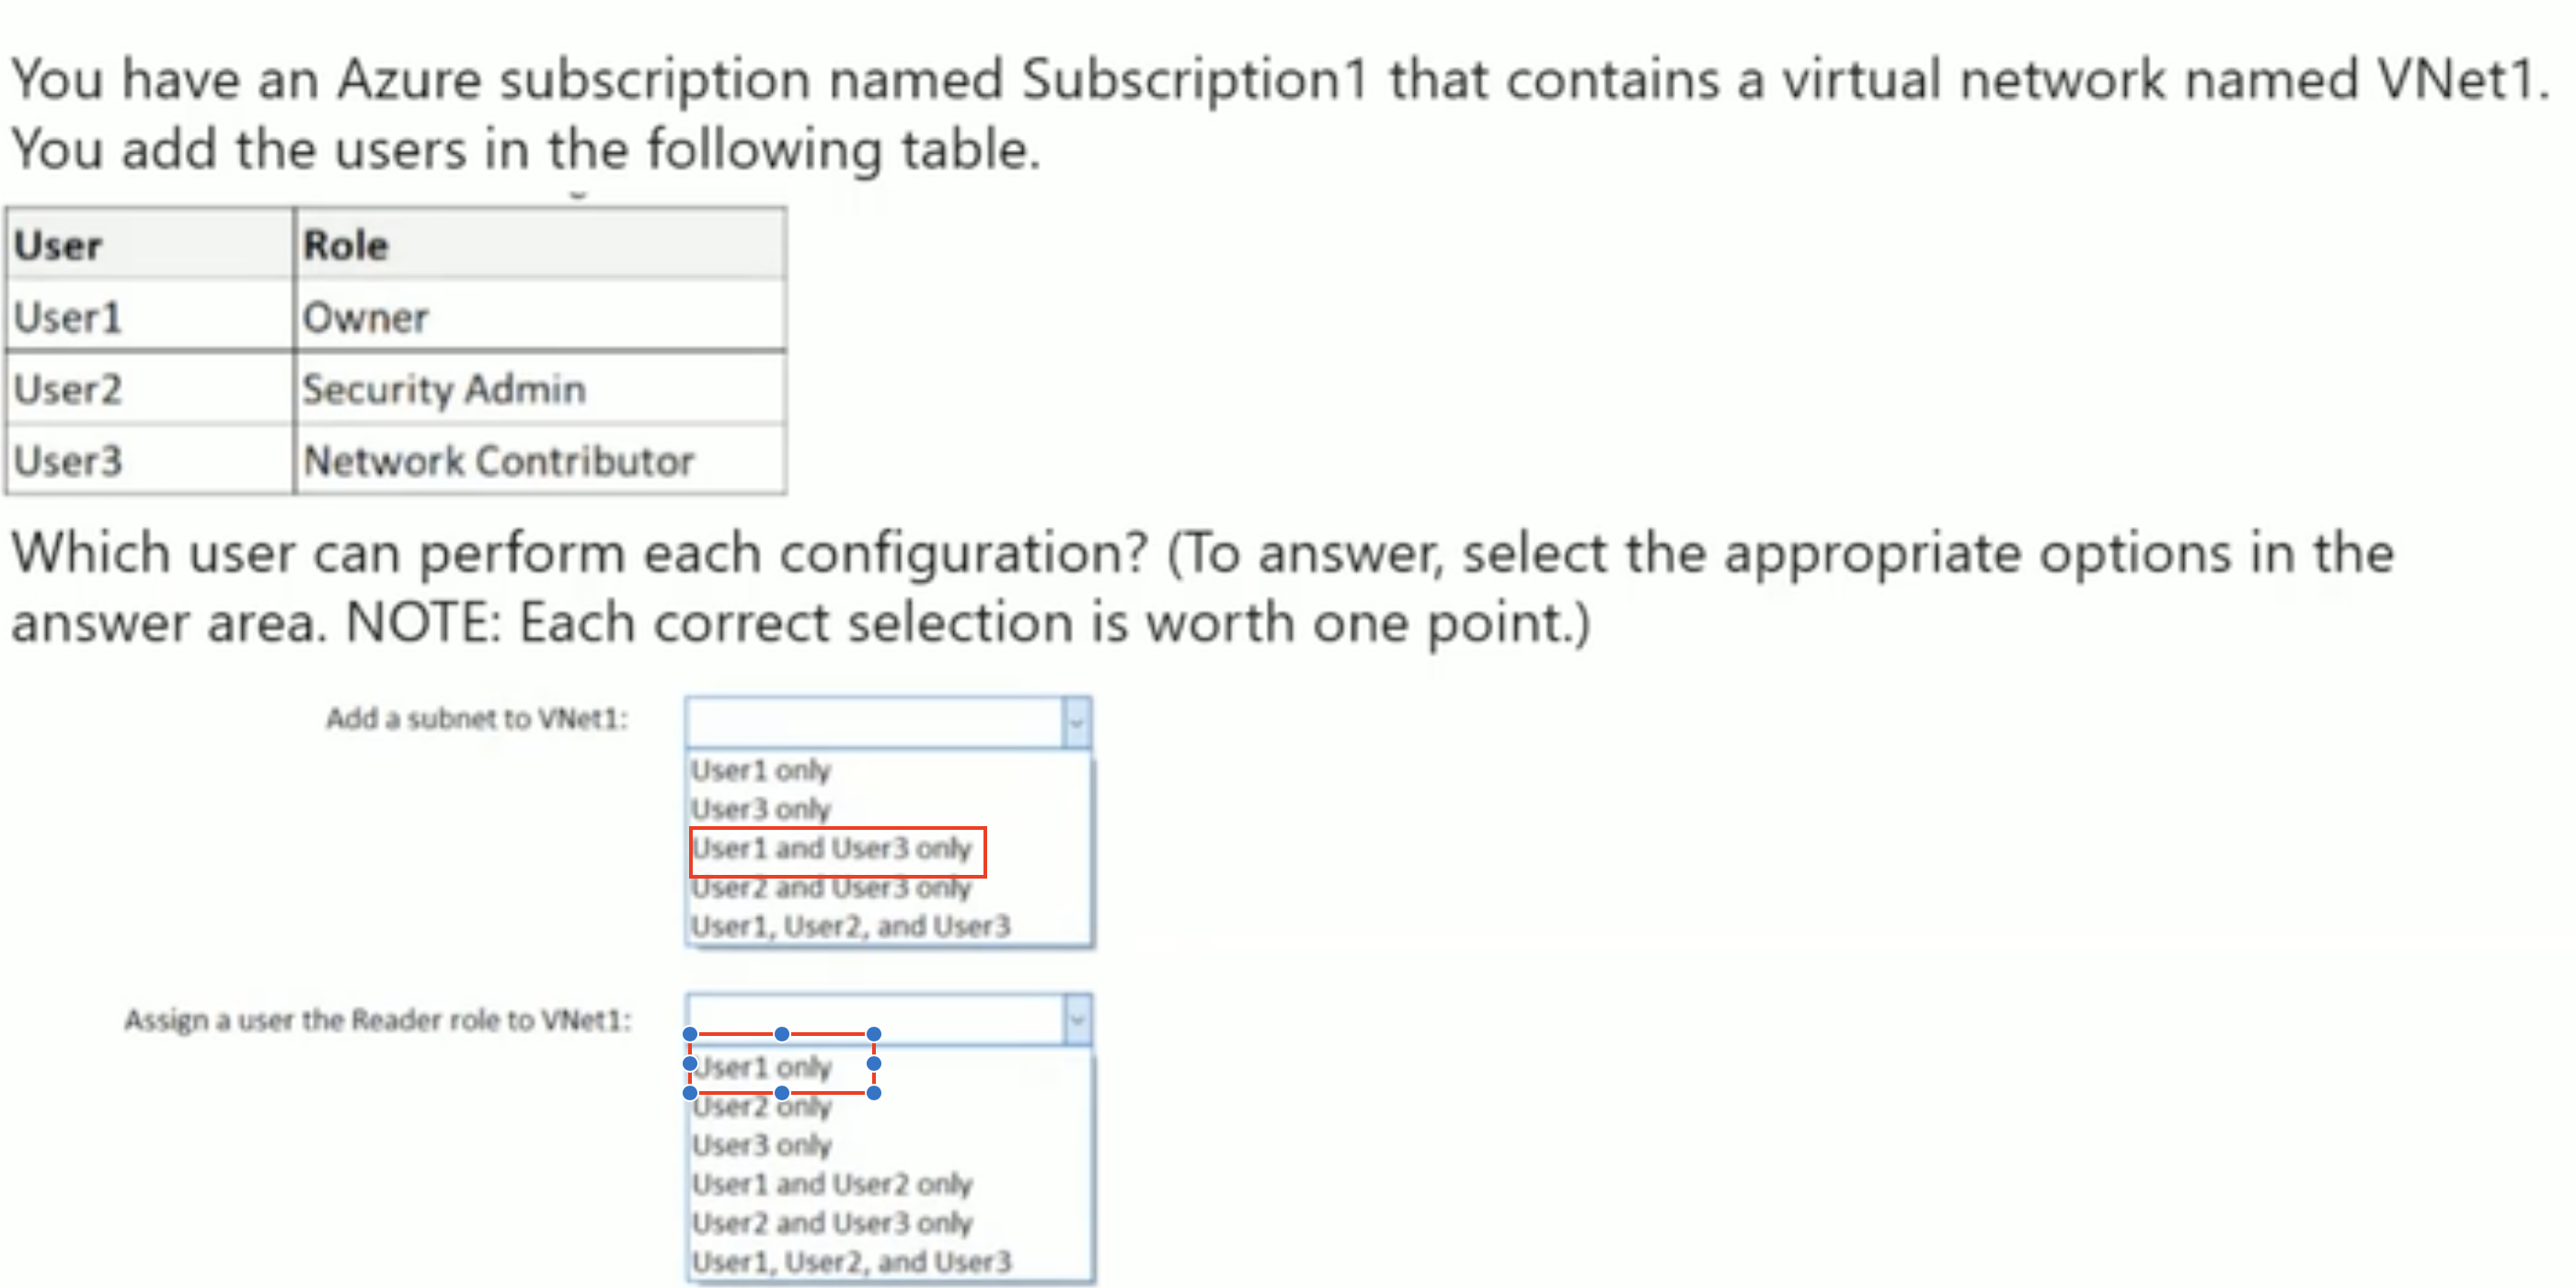 You have an Azure subscription named Subscription1 that contains a virtual network named VNet1.
You add the users in the following table.
User Role
User1 Owner
User2 Security Admin
User3 Network Contributor
Which user can perform each configuration? (To answer, select the appropriate options in the
answer area. NOTE: Each correct selection is worth one point.)
Add a subnet to VNet1:
User1 only
User3 only
User1 and User3 only
User2 and User3 only
User1, User2, and User3
Assign a user the Reader role to VNet1:
User1 only
User2 only
User3 only
User1 and User2 only
User2 and User3 only
User1, User2, and User3